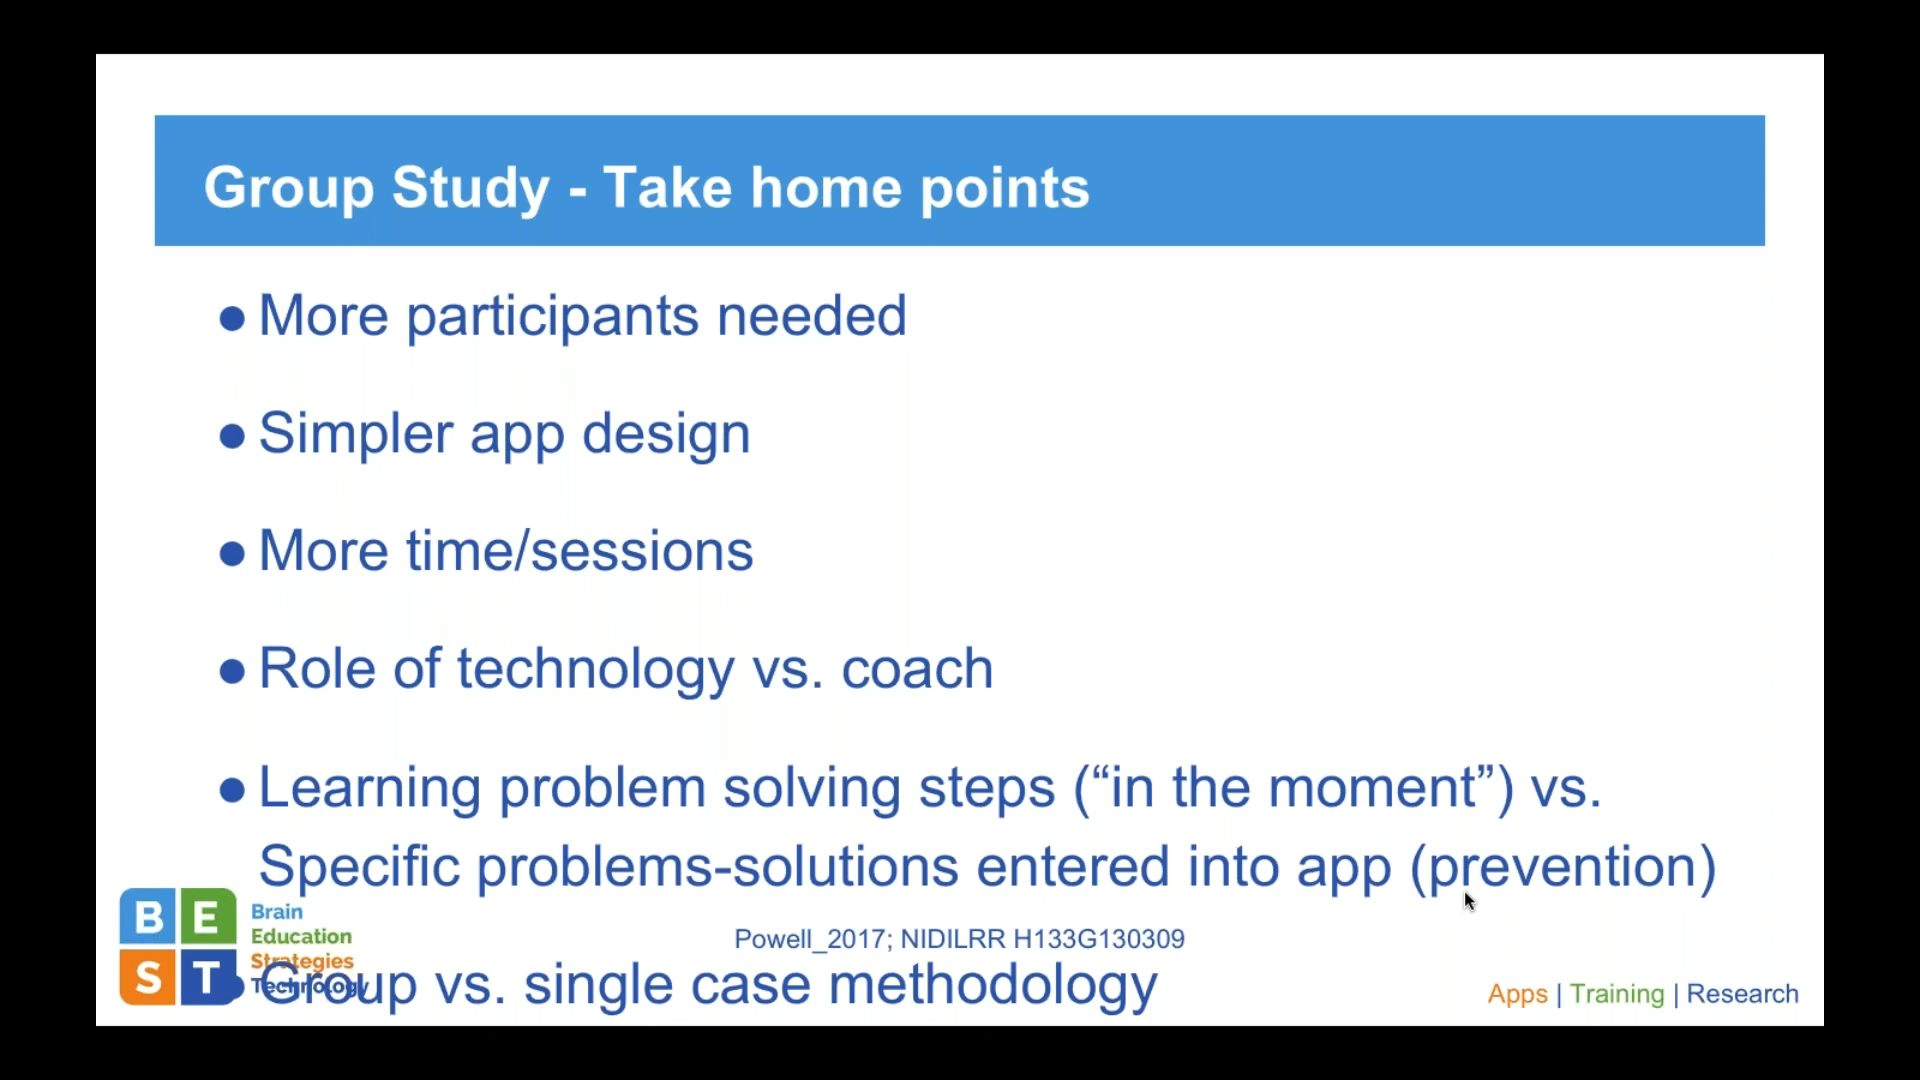 Group Study - Take home points
● More participants needed
● Simpler app design
● More time/sessions
● Role of technology vs. coach
● Learning problem solving steps (“in the moment”) vs.
Specific problems-solutions entered into app (prevention)
● Group vs. single case methodology
Powell_2017; NIDILRR H133G130309
B E S T
Brain
Education
Strategies
Technology
Apps | Training | Research